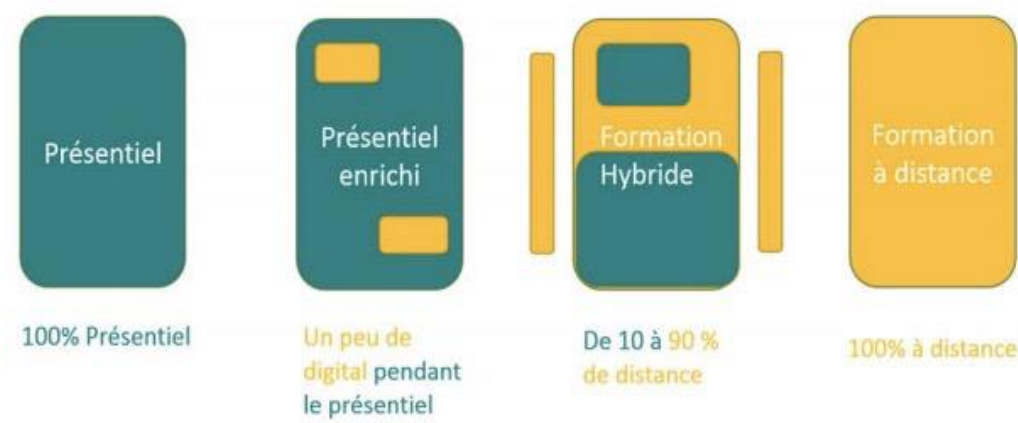 Présentiel
Présentiel
enrichi
Formation
Hybride
Formation
à distance
100% Présentiel
Un peu de
digital pendant
le présentiel
De 10 à 90 %
de distance
100% à distance